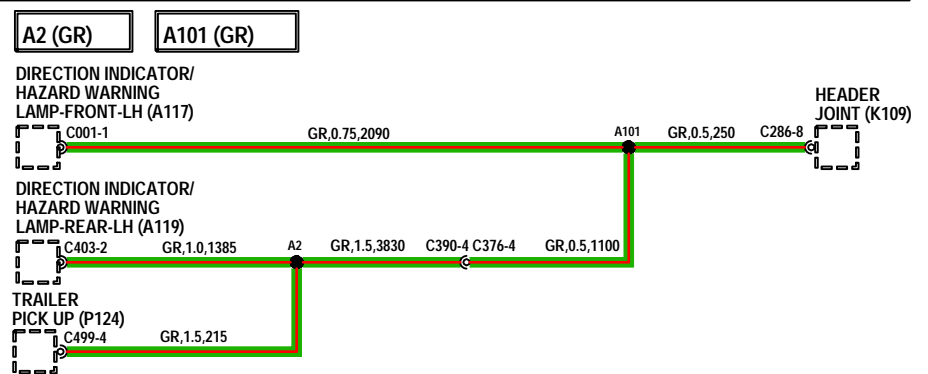 A2 (GR)
A101 (GR)
DIRECTION INDICATOR/
HAZARD WARNING
LAMP-FRONT-LH (A117)
HEADER
JOINT (K109)
C001-1
GR,0.75,2090
A101
GR,0.5,250
C286-8
DIRECTION INDICATOR/
HAZARD WARNING
LAMP-REAR-LH (A119)
C403-2
GR,1.0,1385
A2
GR,1.5,3830
C390-4 C376-4
GR,0.5,1100
TRAILER
PICK UP (P124)
C499-4
GR,1.5,215